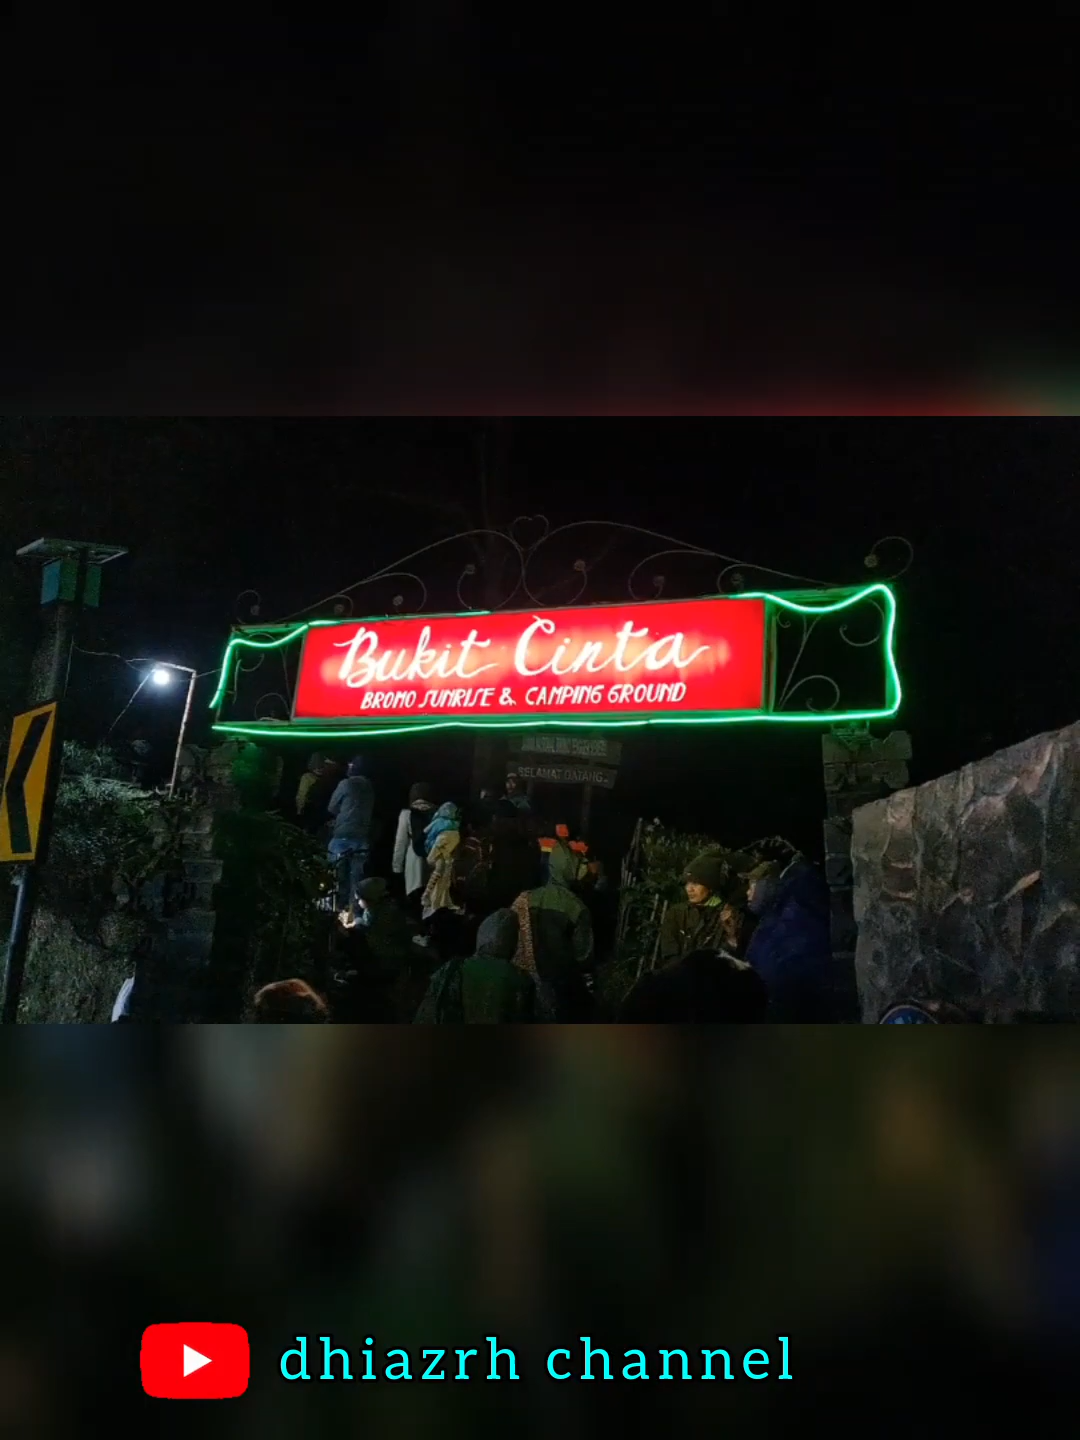 Bukit Cinta
BROMO SUNRISE & CAMPING GROUND
SELAMAT DATANG
dhiazrh channel